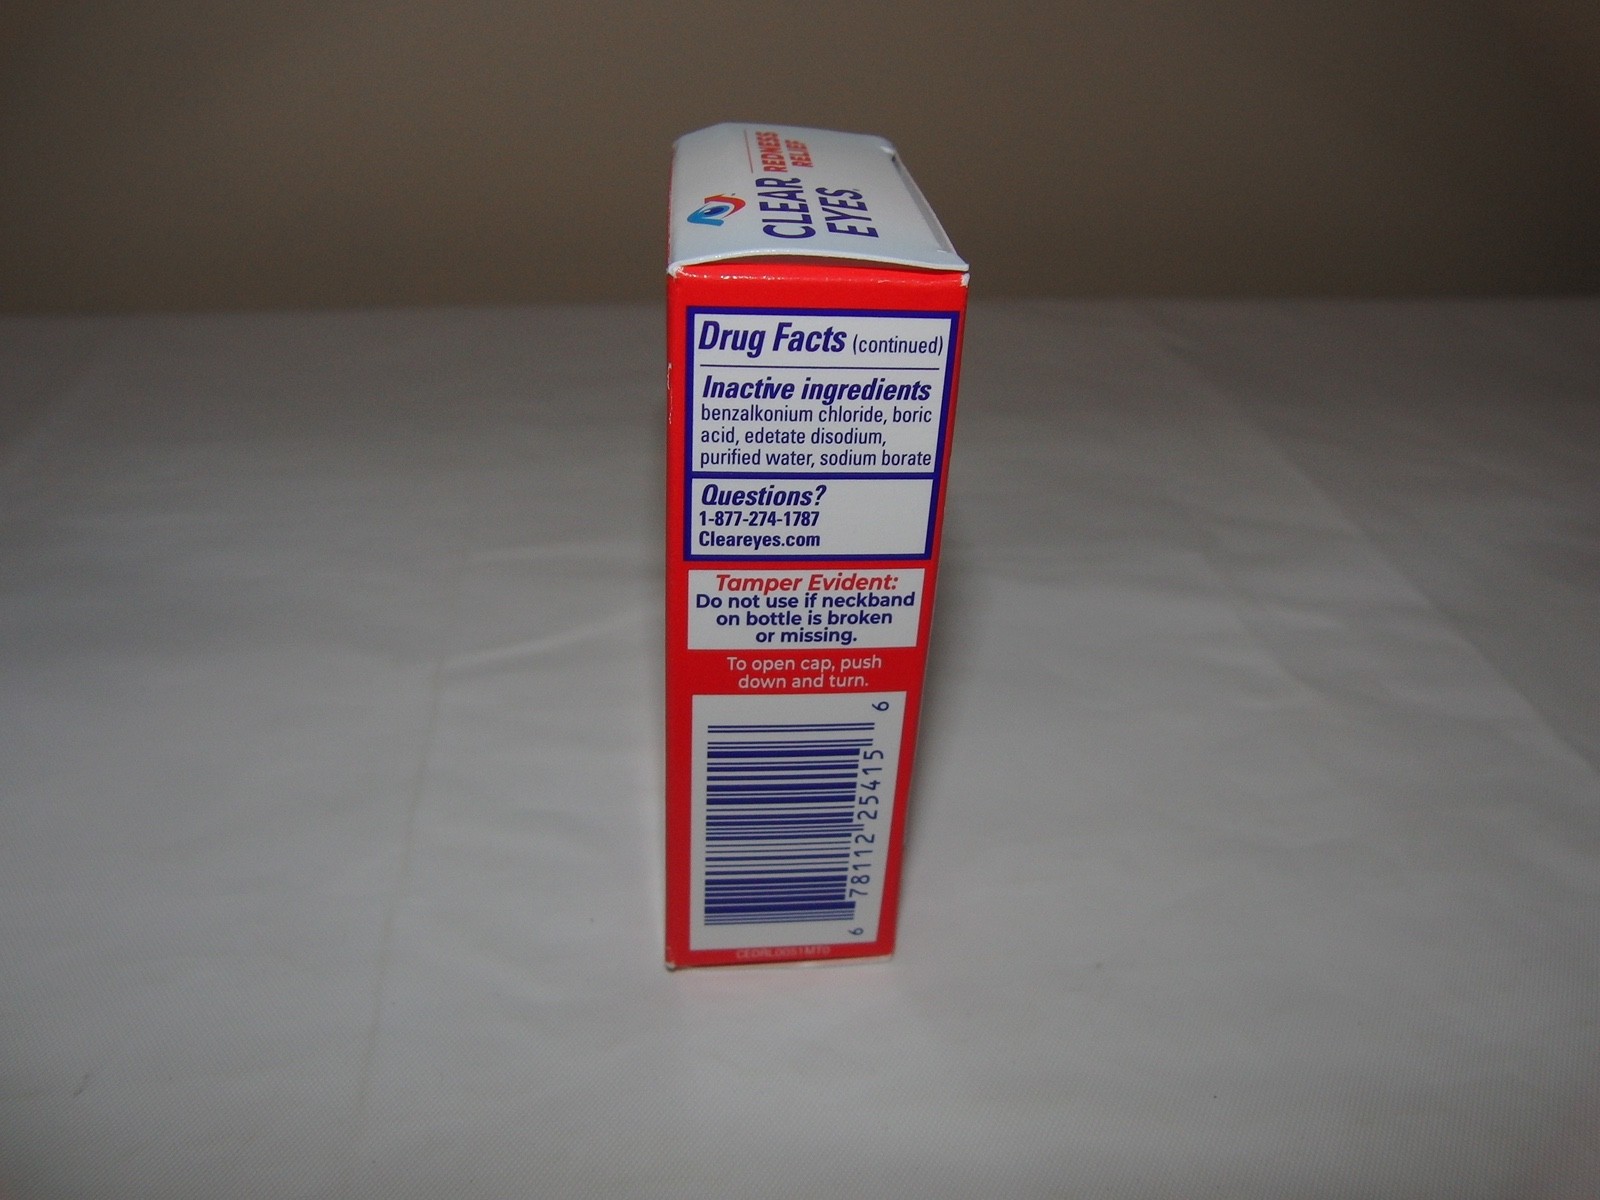 CLEAR
EYES.
REDNESS
RELIEF
Drug Facts (continued)
Inactive ingredients
benzalkonium chloride, boric
acid, edetate disodium,
purified water, sodium borate
Questions?
1-877-274-1787
Cleareyes.com
Tamper Evident:
Do not use if neckband
on bottle is broken
or missing.
To open cap, push
down and turn.
6 78112 25415 6